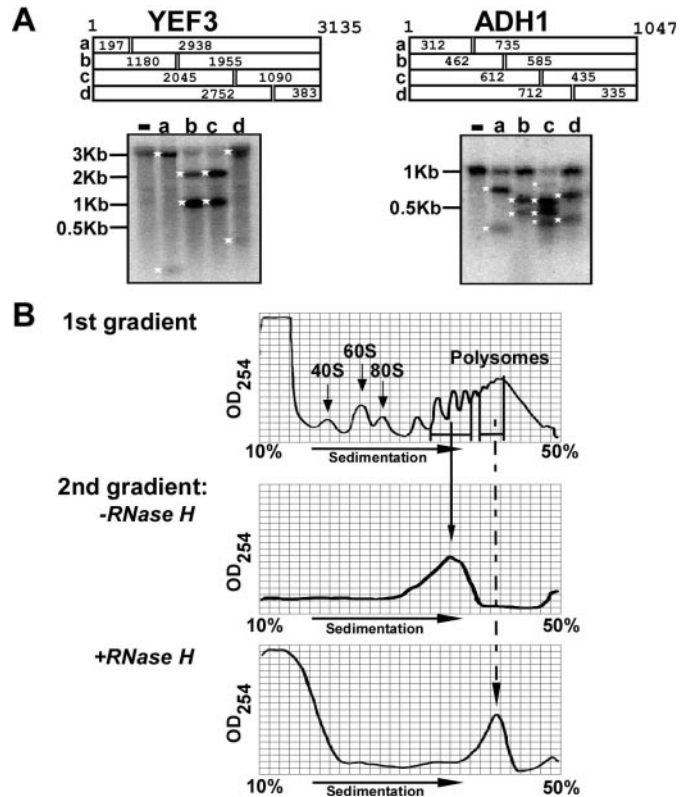 A
YEF3
ADH1
1 3135
1 1047
a 197 2938
b 1180 1955
c 2045 1090
d 2752 383
a 312 735
b 462 585
c 612 435
d 712 335
- a b c d
3Kb
2Kb
1Kb
0.5Kb
- a b c d
1Kb
0.5Kb
B
1st gradient
OD254
40S
60S
80S
Polysomes
10% Sedimentation 50%
2nd gradient:
-RNase H
OD254
10% Sedimentation 50%
+RNase H
OD254
10% Sedimentation 50%